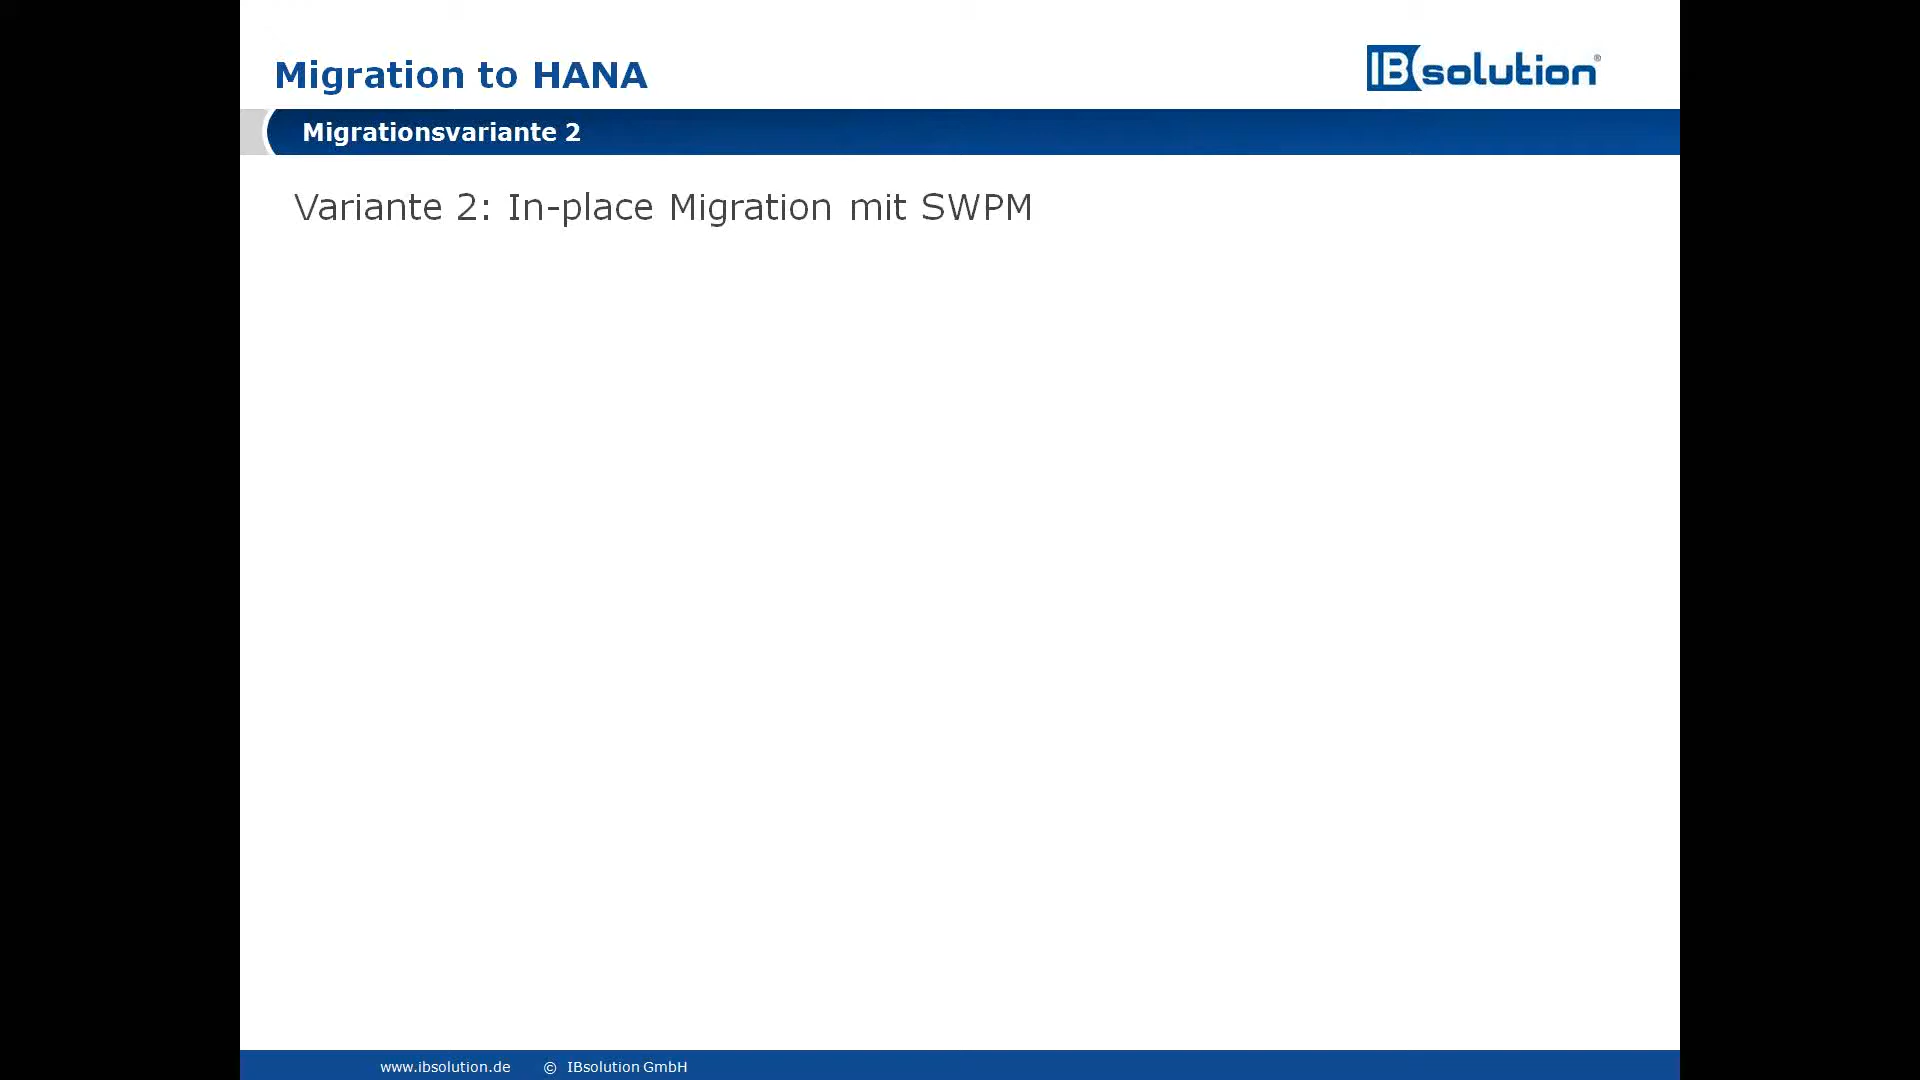 Migration to HANA
IBsolution®
Migrationsvariante 2
Variante 2: In-place Migration mit SWPM
www.ibsolution.de © IBsolution GmbH